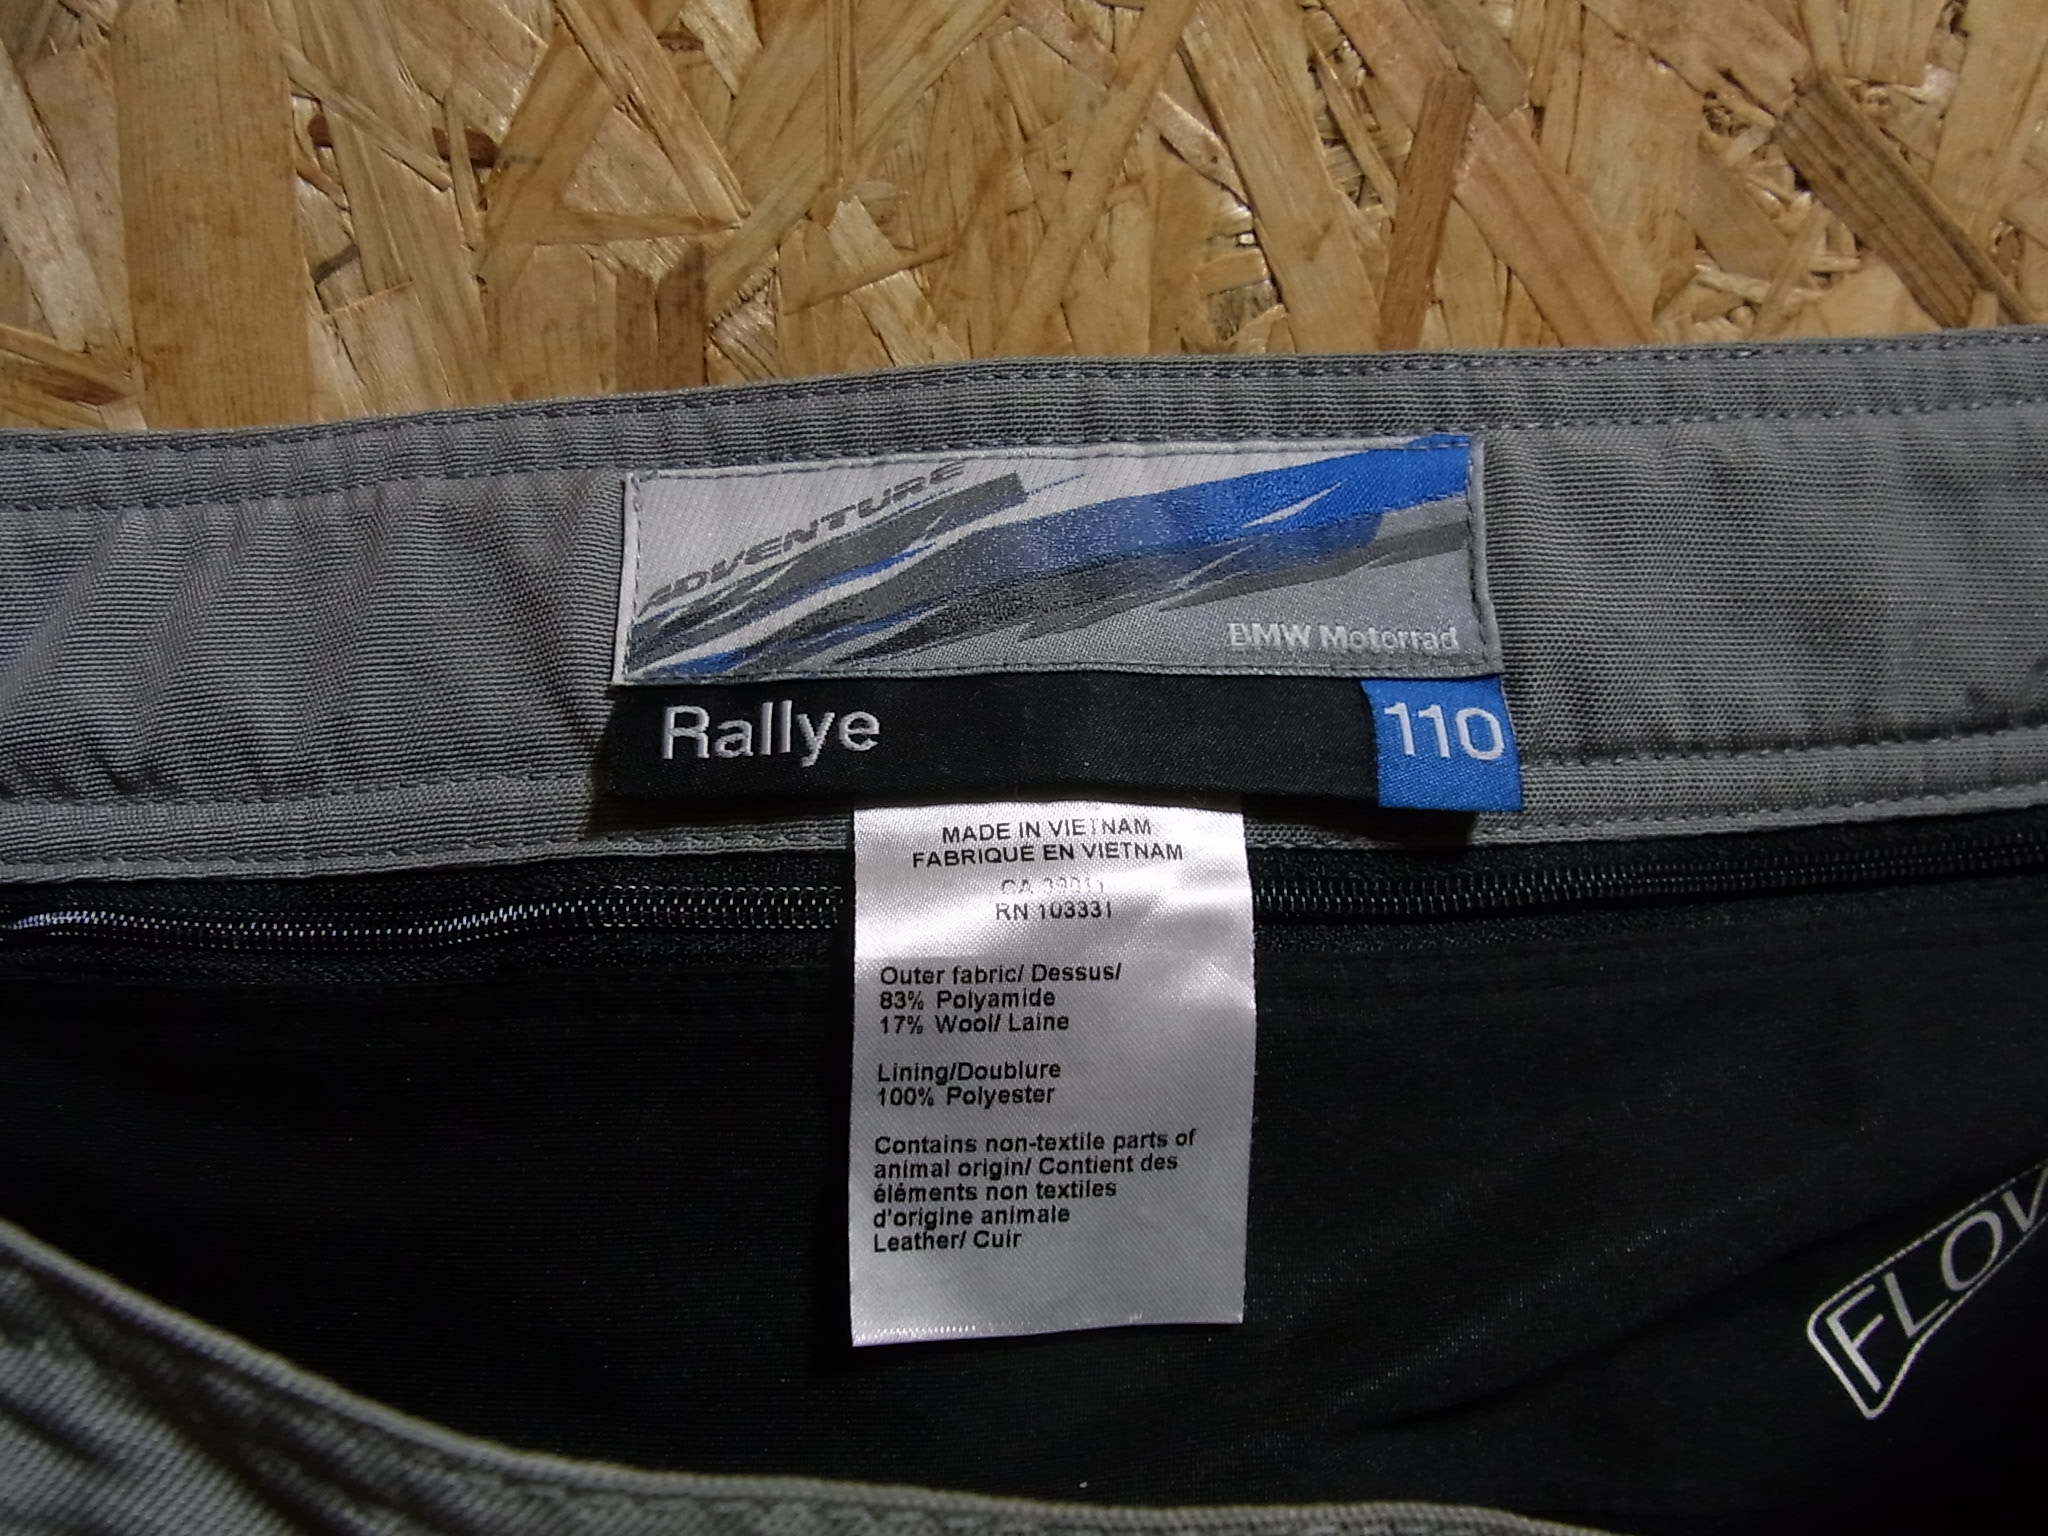 ADVENTURE
BMW Motorrad
Rallye
110
MADE IN VIETNAM
FABRIQUE EN VIETNAM
CA
RN 103331
Outer fabric/ Dessus/
83% Polyamide
17% Wool/ Laine
Lining/Doublure
100% Polyester
Contains non-textile parts of
animal origin/ Contient des
éléments non textiles
d'origine animale
Leather/ Cuir